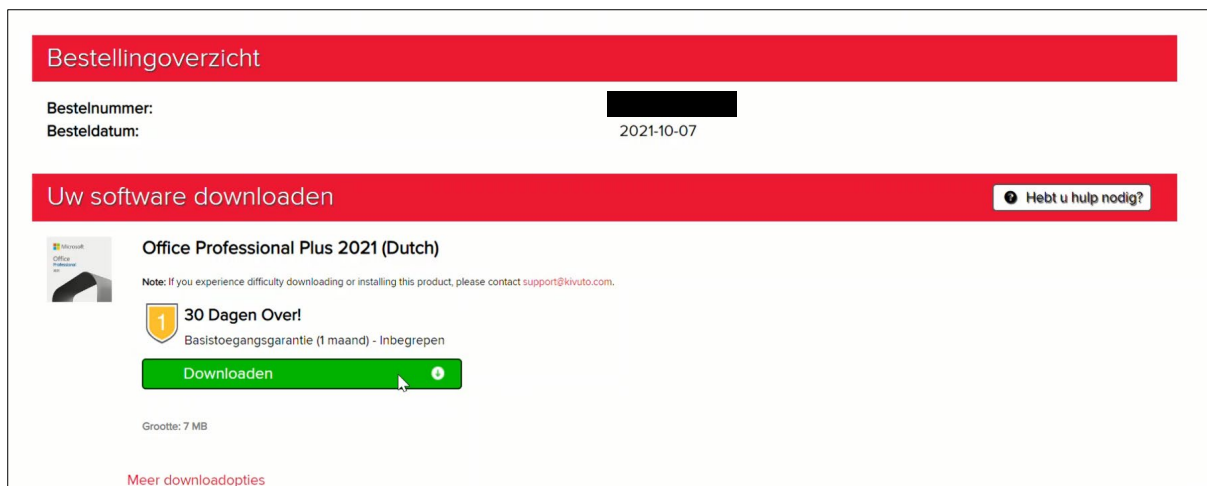 Bestellingoverzicht
Bestelnummer:
Besteldatum: 2021-10-07
Uw software downloaden
Hebt u hulp nodig?
Microsoft
Office
Professional
Office Professional Plus 2021 (Dutch)
Note: If you experience difficulty downloading or installing this product, please contact support@kivuto.com.
1
30 Dagen Over!
Basistoegangsgarantie (1 maand) - Inbegrepen
Downloaden
Grootte: 7 MB
Meer downloadopties